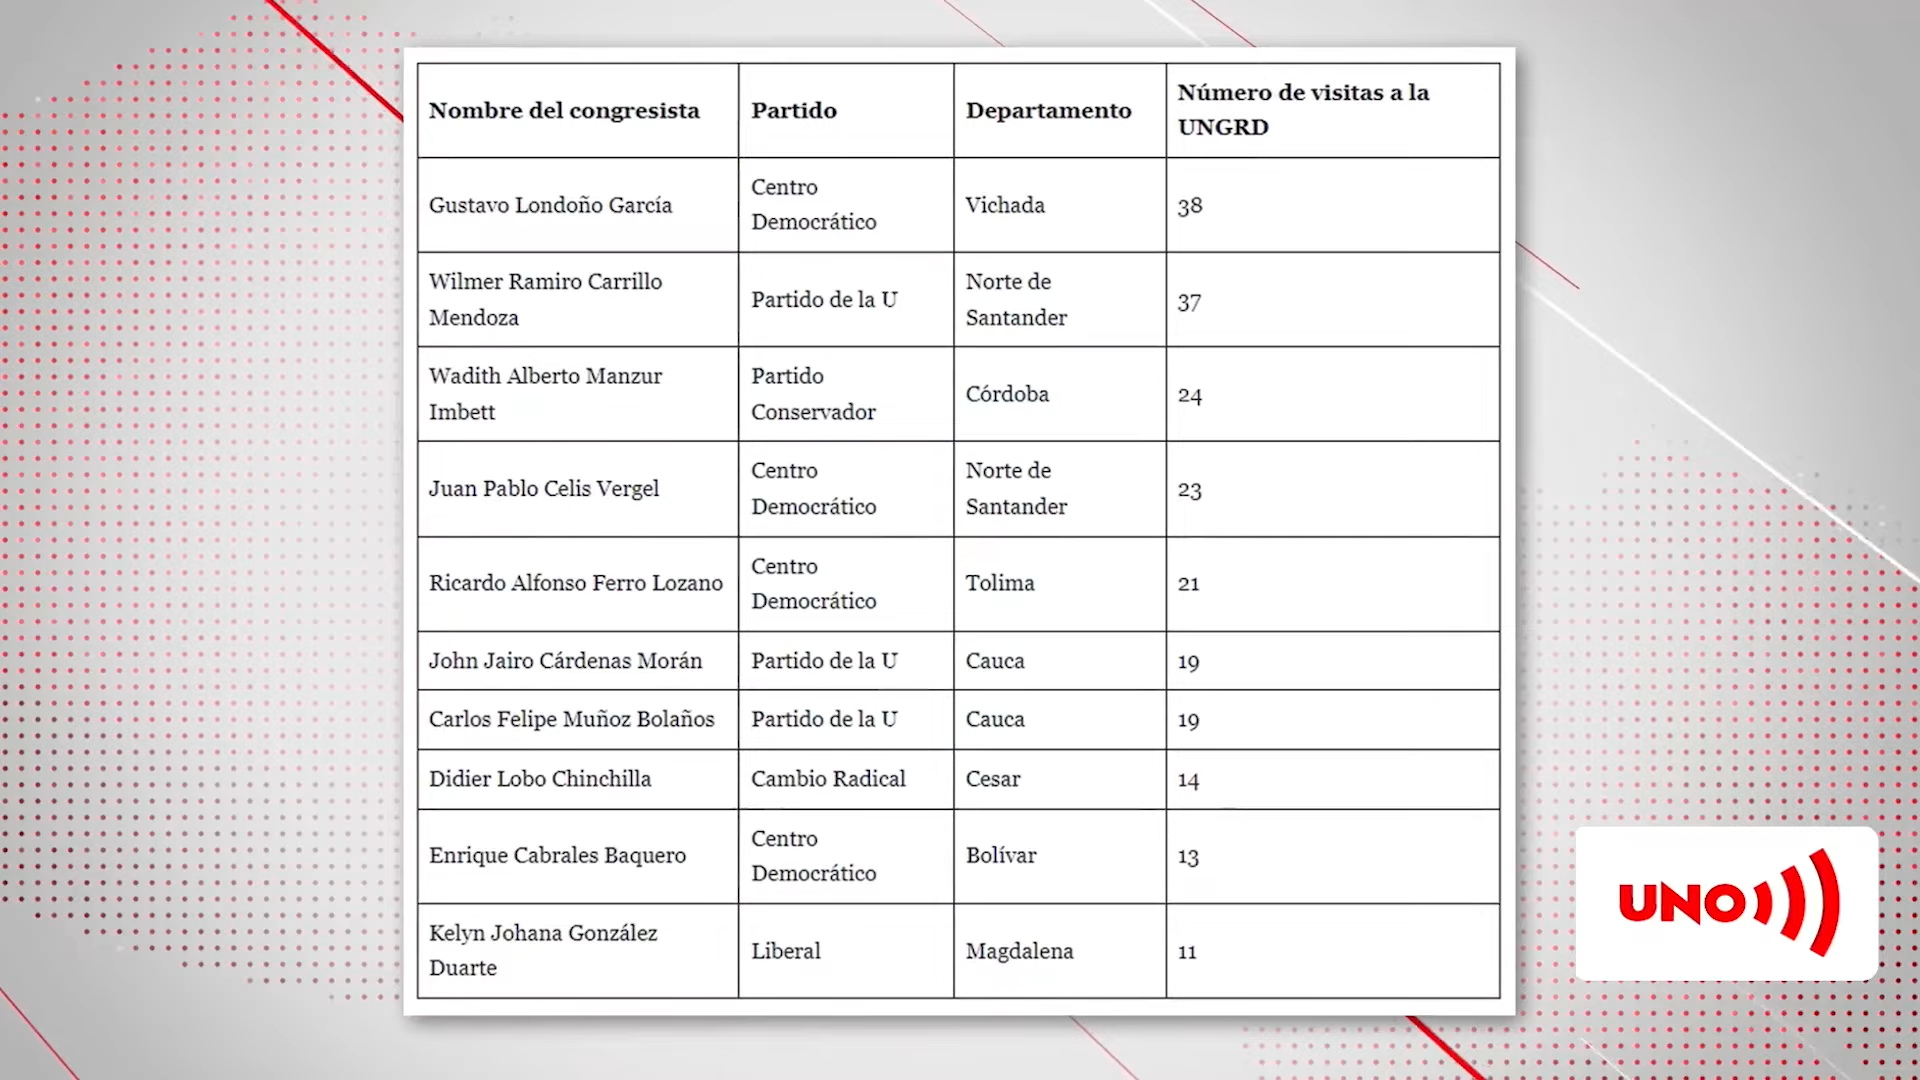 Nombre del congresista
Partido
Departamento
Número de visitas a la
UNGRD
Gustavo Londoño García
Centro
Democrático
Vichada
38
Wilmer Ramiro Carrillo
Mendoza
Partido de la U
Norte de
Santander
37
Wadith Alberto Manzur
Imbett
Partido
Conservador
Córdoba
24
Juan Pablo Celis Vergel
Centro
Democrático
Norte de
Santander
23
Ricardo Alfonso Ferro Lozano
Centro
Democrático
Tolima
21
John Jairo Cárdenas Morán
Partido de la U
Cauca
19
Carlos Felipe Muñoz Bolaños
Partido de la U
Cauca
19
Didier Lobo Chinchilla
Cambio Radical
Cesar
14
Enrique Cabrales Baquero
Centro
Democrático
Bolívar
13
Kelyn Johana González
Duarte
Liberal
Magdalena
11
UNO